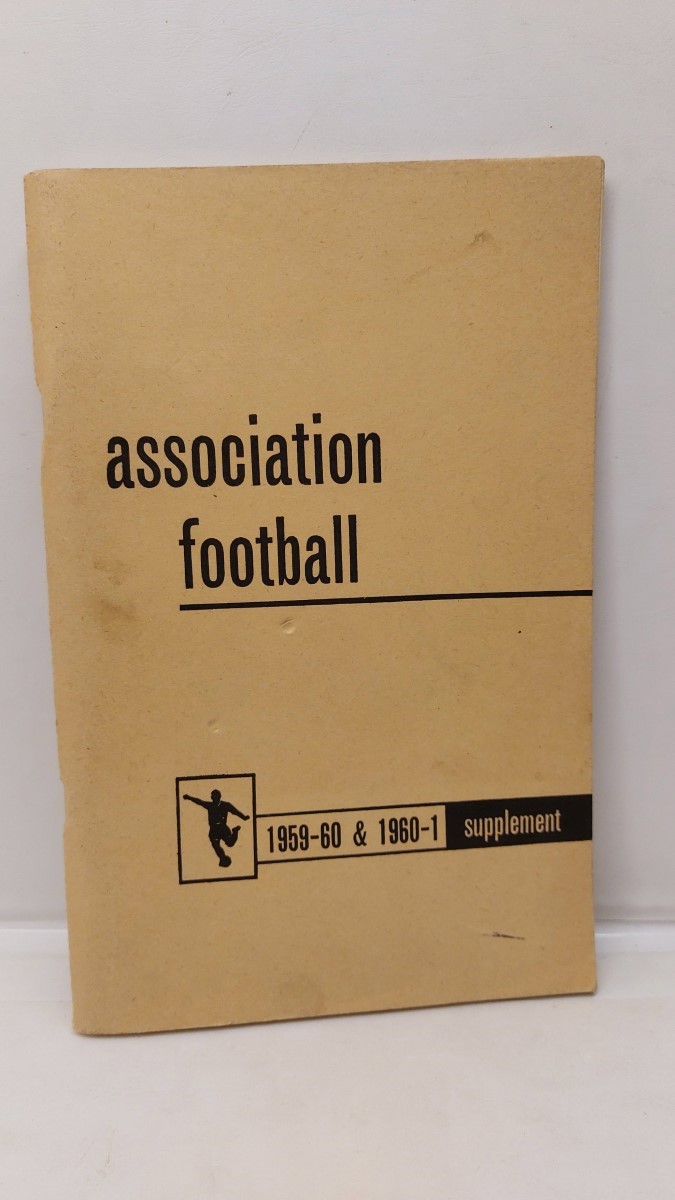 association
football
1959-60 & 1960-1 supplement